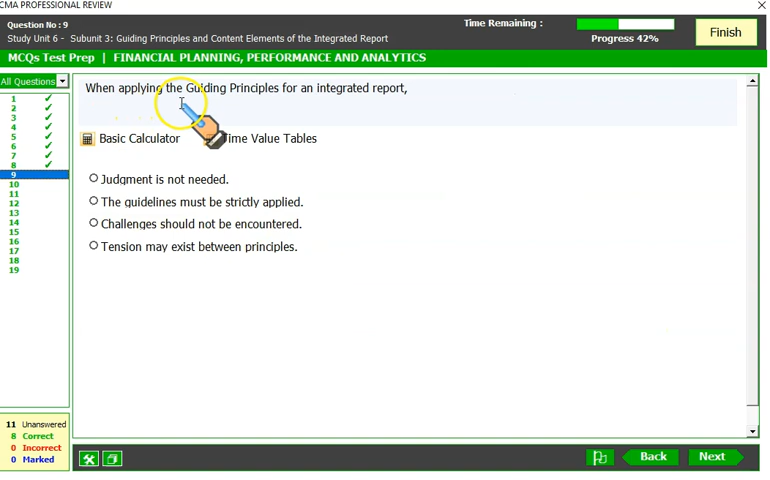 CMA PROFESSIONAL REVIEW
Question No : 9
Study Unit 6 - Subunit 3: Guiding Principles and Content Elements of the Integrated Report
Time Remaining :
Progress 42%
Finish
MCQs Test Prep | FINANCIAL PLANNING, PERFORMANCE AND ANALYTICS
All Questions
When applying the Guiding Principles for an integrated report,
Basic Calculator
Time Value Tables
Judgment is not needed.
The guidelines must be strictly applied.
Challenges should not be encountered.
Tension may exist between principles.
1
2
3
4
5
6
7
8
9
10
11
12
13
14
15
16
17
18
19
11 Unanswered
8 Correct
0 Incorrect
0 Marked
Back
Next